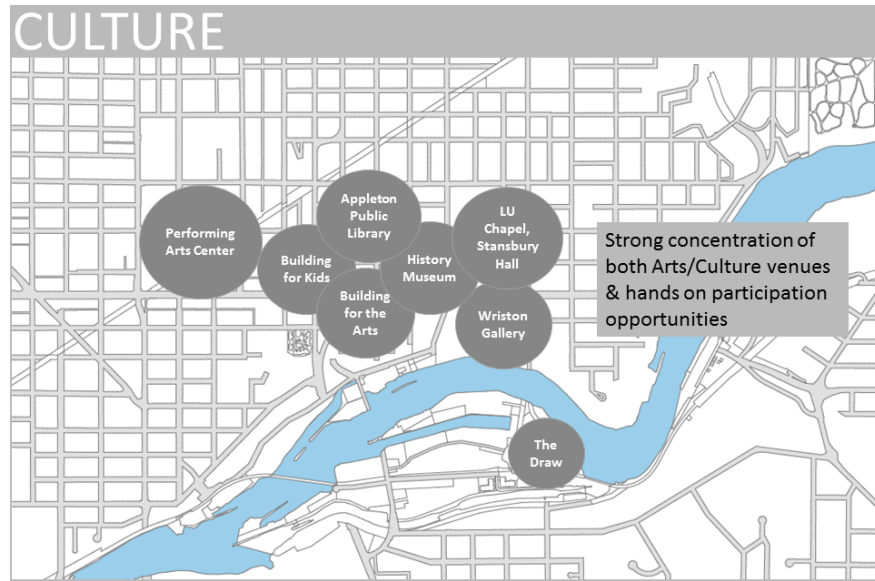 CULTURE
Performing
Arts Center
Building
for Kids
Appleton
Public
Library
Building
for the
Arts
History
Museum
LU
Chapel,
Stansbury
Hall
Wriston
Gallery
The
Draw
Strong concentration of
both Arts/Culture venues
& hands on participation
opportunities